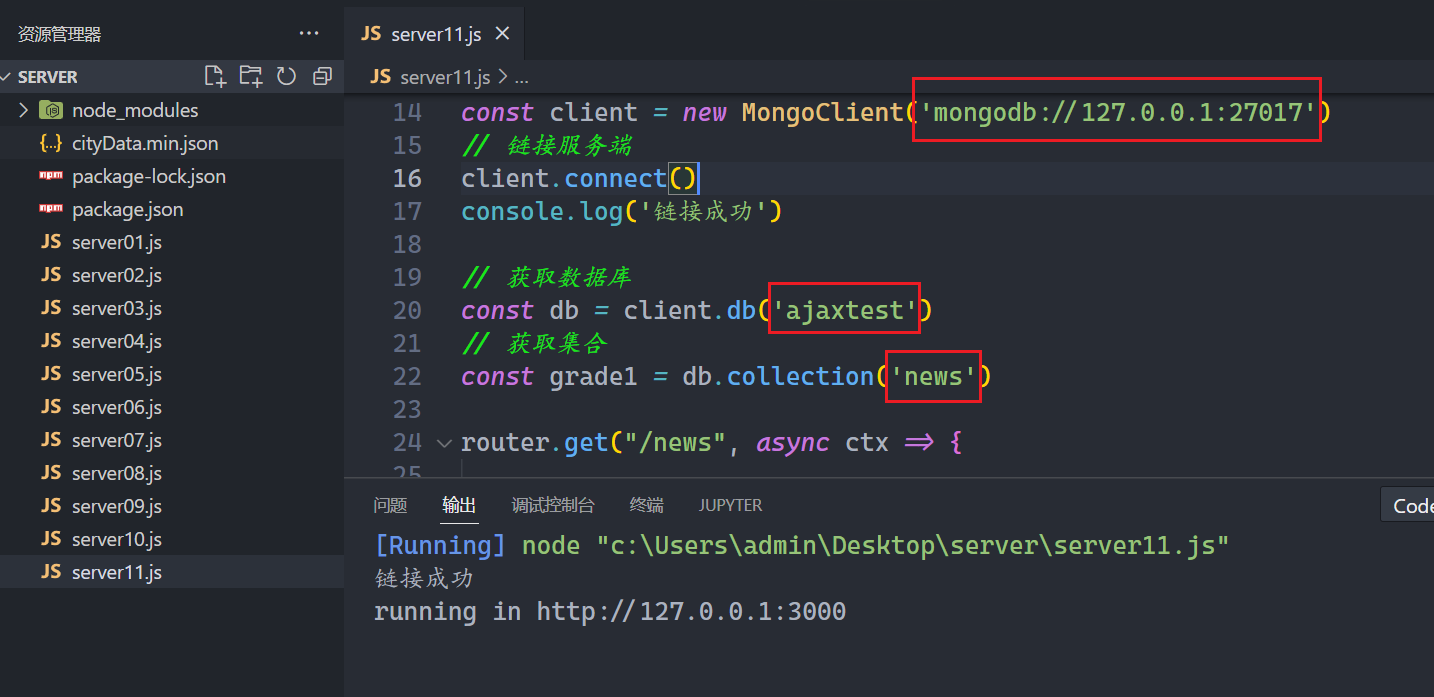 资源管理器 ...
SERVER
node_modules
cityData.min.json
package-lock.json
package.json
server01.js
server02.js
server03.js
server04.js
server05.js
server06.js
server07.js
server08.js
server09.js
server10.js
server11.js
JS server11.js ×
JS server11.js > ...
14 const client = new MongoClient('mongodb://127.0.0.1:27017')
15 // 链接服务端
16 client.connect()
17 console.log('链接成功')
18
19 // 获取数据库
20 const db = client.db('ajaxtest')
21 // 获取集合
22 const grade1 = db.collection('news')
23
24 router.get("/news", async ctx => {
25
问题 输出 调试控制台 终端 JUPYTER Code
[Running] node "c:\Users\admin\Desktop\server\server11.js"
链接成功
running in http://127.0.0.1:3000